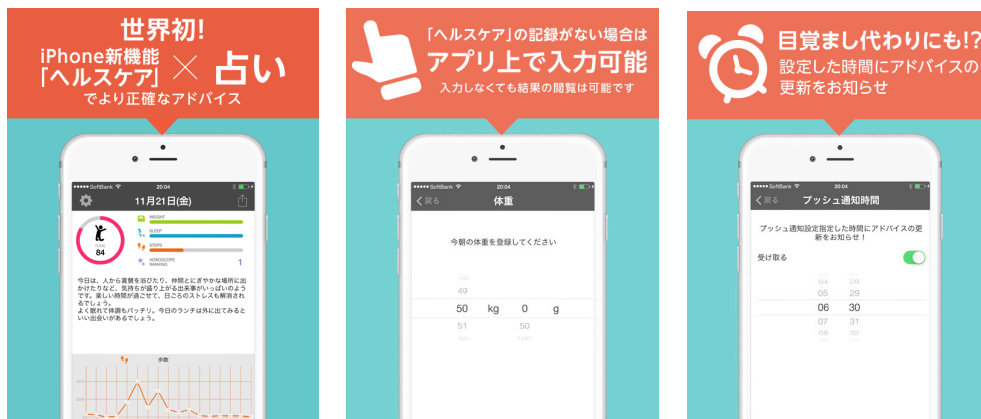 世界初!
iPhone新機能
「ヘルスケア」×占い
でより正確なアドバイス
SoftBank 20:04
11月21日(金)
WEIGHT
SLEEP
STEPS
TOTAL
84
HOROSCOPE
RANKING 1
今日は、人から賞賛を浴びたり、仲間とにぎやかな場所に出
かけたりなど、気持ちが盛り上がる出来事がいっぱいのよう
です。楽しい時間が過ごせて、日ごろのストレスも解消され
るでしょう。
よく眠れて体調もバッチリ。今日のランチは外に出てみると
いい出会いがあるでしょう。
歩数
「ヘルスケア」の記録がない場合は
アプリ上で入力可能
入力しなくても結果の閲覧は可能です
SoftBank 20:04
戻る 体重
今朝の体重を登録してください
49
50 kg 0 g
51 50
目覚まし代わりにも!?
設定した時間にアドバイスの
更新をお知らせ
SoftBank 20:04
戻る プッシュ通知時間
プッシュ通知設定指定した時間にアドバイスの更
新をお知らせ！
受け取る
04 28
05 29
06 30
07 31
08 32